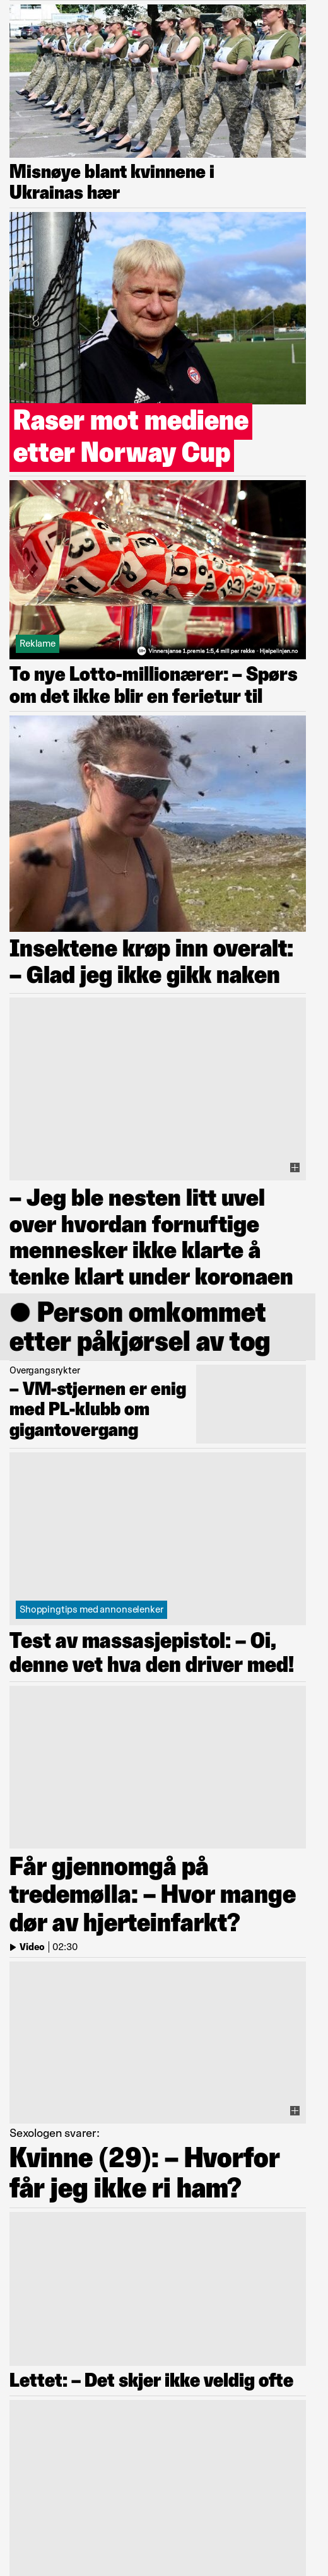 Misnøye blant kvinnene i
Ukrainas hær
Raser mot mediene
etter Norway Cup
Reklame
Vinnersjanse 1.premie 1:5,4 mill per rekke · Hjelpelinjen.no
To nye Lotto-millionærer: – Spørs
om det ikke blir en ferietur til
Insektene krøp inn overalt:
– Glad jeg ikke gikk naken
– Jeg ble nesten litt uvel
over hvordan fornuftige
mennesker ikke klarte å
tenke klart under koronaen
● Person omkommet
etter påkjørsel av tog
Overgangsrykter
– VM-stjernen er enig
med PL-klubb om
gigantovergang
Shoppingtips med annonselenker
Test av massasjepistol: – Oi,
denne vet hva den driver med!
Får gjennomgå på
tredemølla: – Hvor mange
dør av hjerteinfarkt?
Video | 02:30
Sexologen svarer:
Kvinne (29): – Hvorfor
får jeg ikke ri ham?
Lettet: – Det skjer ikke veldig ofte